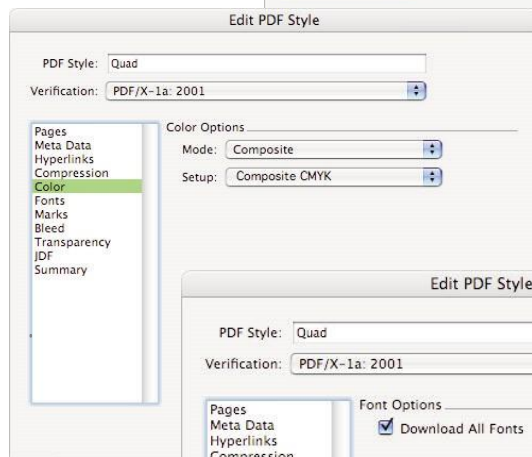 Edit PDF Style
PDF Style: Quad
Verification: PDF/X-1a: 2001
Pages
Meta Data
Hyperlinks
Compression
Color
Fonts
Marks
Bleed
Transparency
JDF
Summary
Color Options
Mode: Composite
Setup: Composite CMYK
Edit PDF Style
PDF Style: Quad
Verification: PDF/X-1a: 2001
Pages
Meta Data
Hyperlinks
Compression
Font Options
Download All Fonts